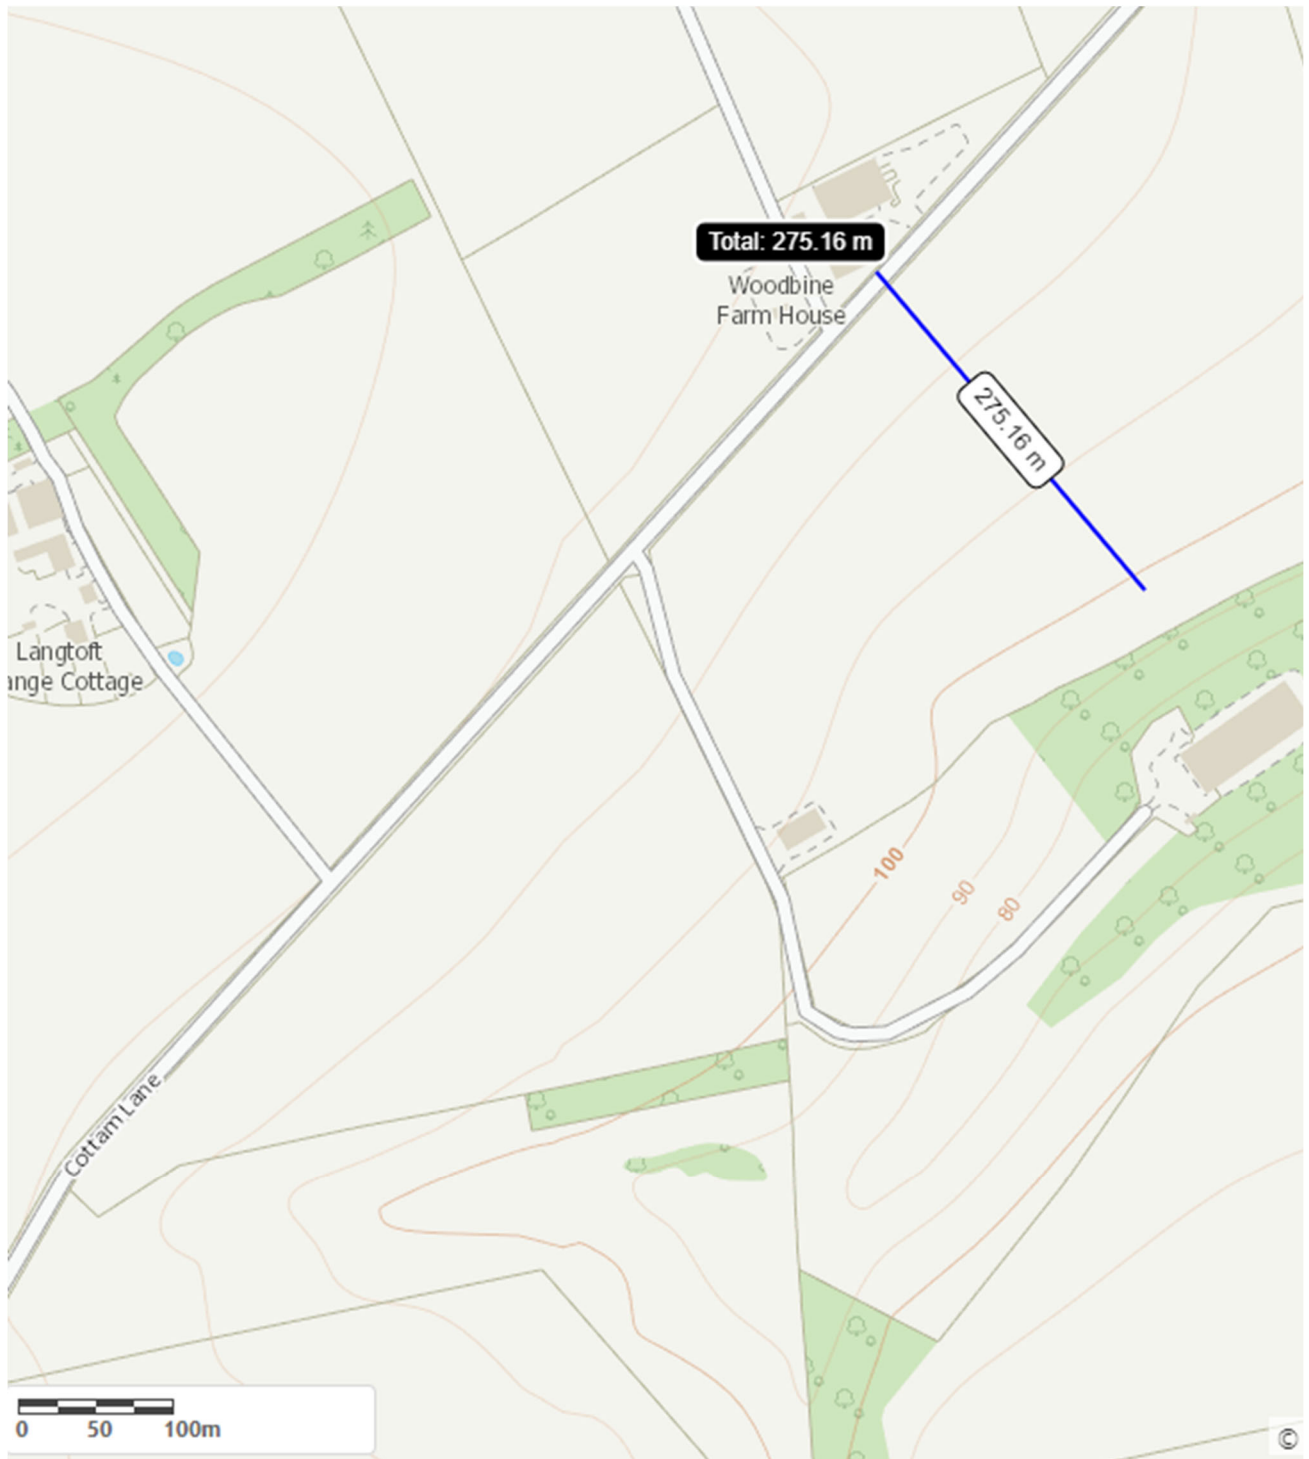 Total: 275.16 m
Woodbine
Farm House
275.16 m
Langtoft
ange Cottage
100
90
80
Cottam Lane
0 50 100m
©